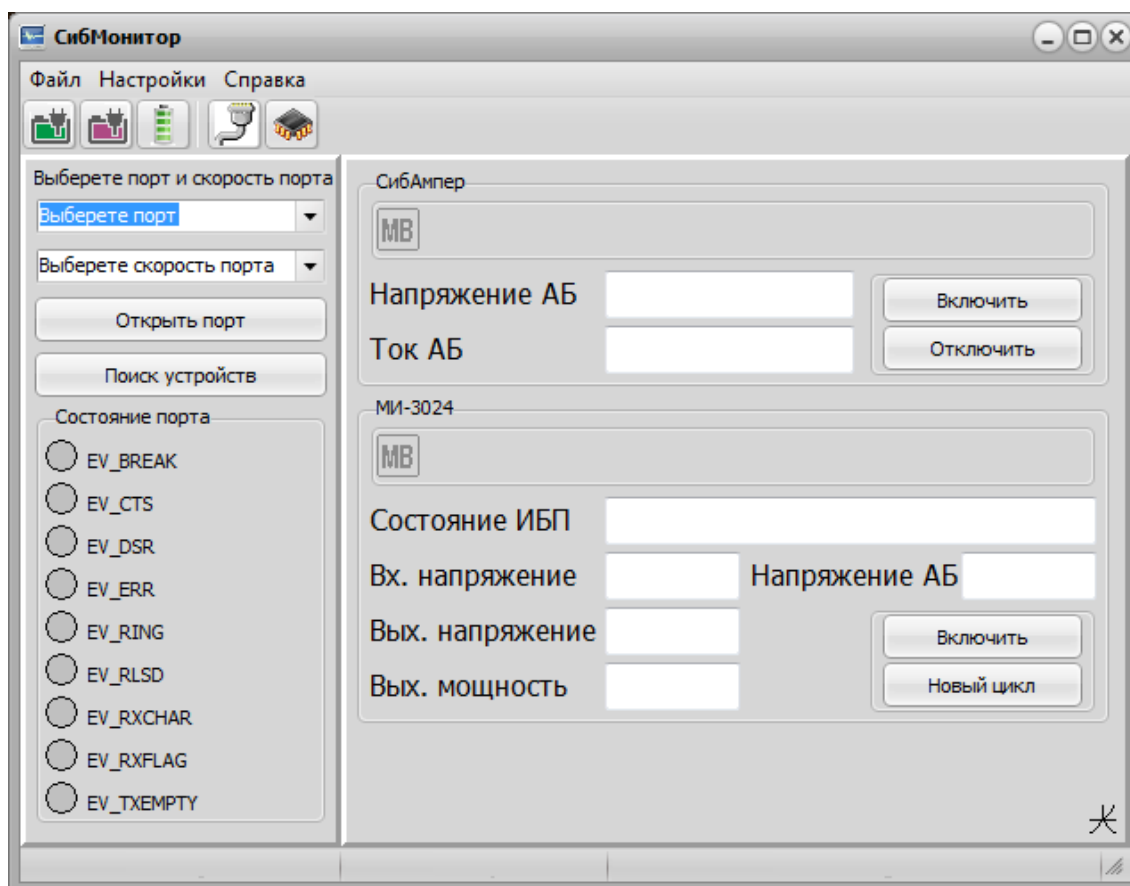 СибМонитор
Файл Настройки Справка
Выберете порт и скорость порта
Выберете порт
Выберете скорость порта
Открыть порт
Поиск устройств
Состояние порта
EV_BREAK
EV_CTS
EV_DSR
EV_ERR
EV_RING
EV_RLSD
EV_RXCHAR
EV_RXFLAG
EV_TXEMPTY
СибАмпер
МВ
Напряжение АБ
Включить
Ток АБ
Отключить
МИ-3024
МВ
Состояние ИБП
Вх. напряжение Напряжение АБ
Вых. напряжение
Включить
Вых. мощность
Новый цикл